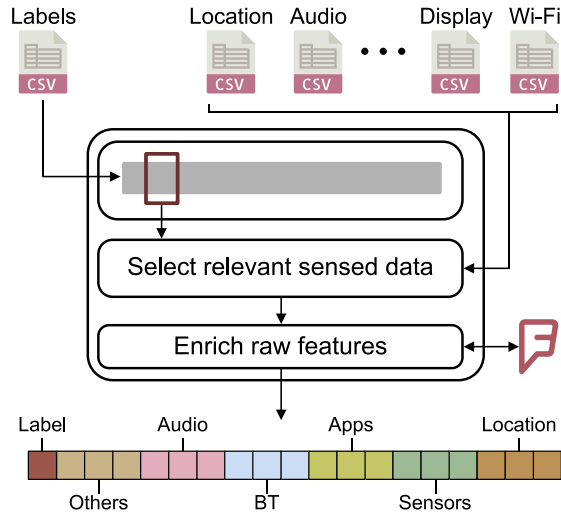 Labels
Location Audio Display Wi-Fi
CSV CSV CSV CSV CSV
Select relevant sensed data
Enrich raw features
Label Audio Apps Location
Others BT Sensors